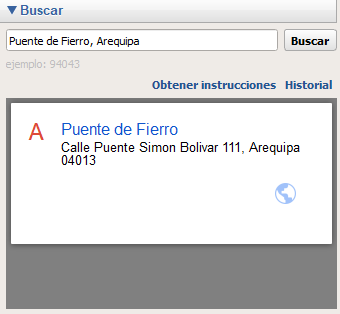 Buscar
Puente de Fierro, Arequipa
Buscar
ejemplo: 94043
Obtener instrucciones Historial
A
Puente de Fierro
Calle Puente Simon Bolivar 111, Arequipa
04013